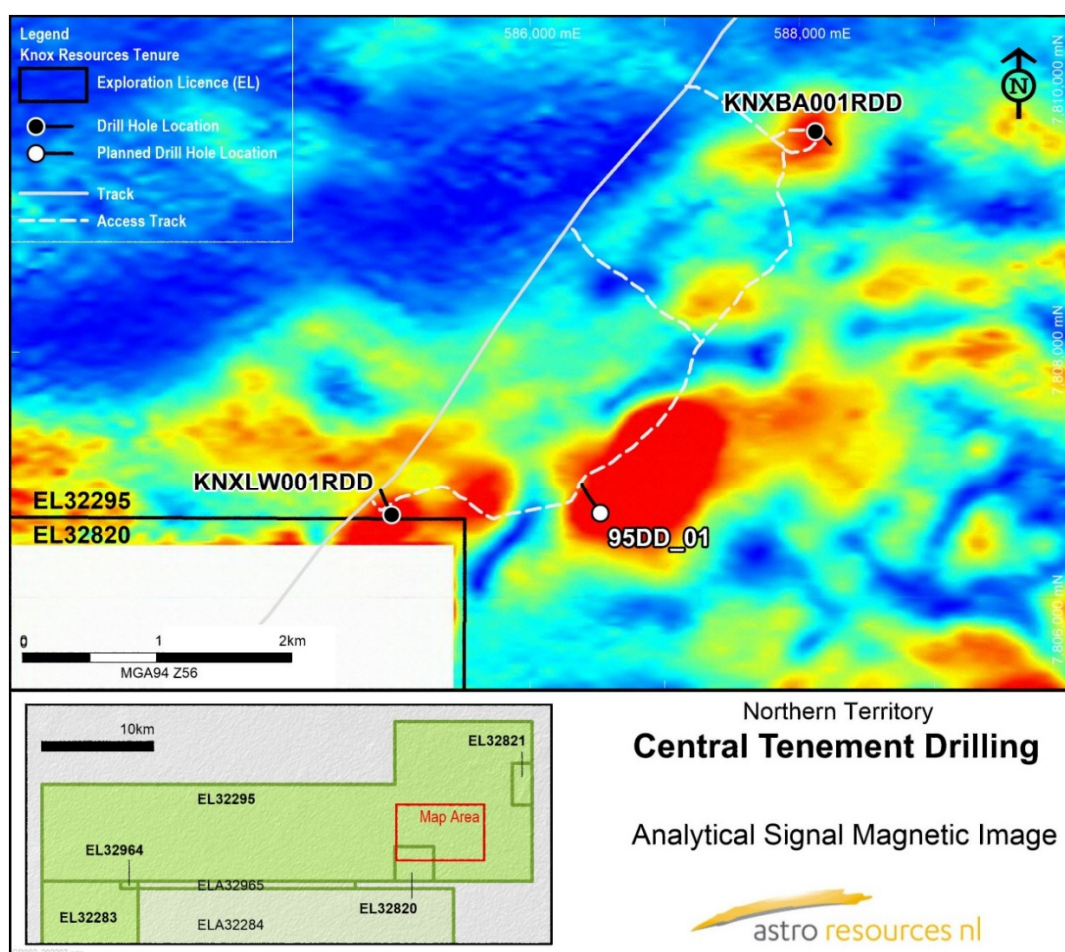 Legend
Knox Resources Tenure
Exploration Licence (EL)
Drill Hole Location
Planned Drill Hole Location
Track
Access Track
586,000 mE
588,000 mE
N
7,810,000 mN
KNXBA001RDD
7,808,000 mN
KNXLW001RDD
EL32295
EL32820
95DD_01
7,806,000 mN
0 1 2km
MGA94 Z56
10km
EL32821
EL32295
Map Area
EL32964
ELA32965
EL32283
ELA32284
EL32820
Northern Territory
Central Tenement Drilling
Analytical Signal Magnetic Image
astro resources nl